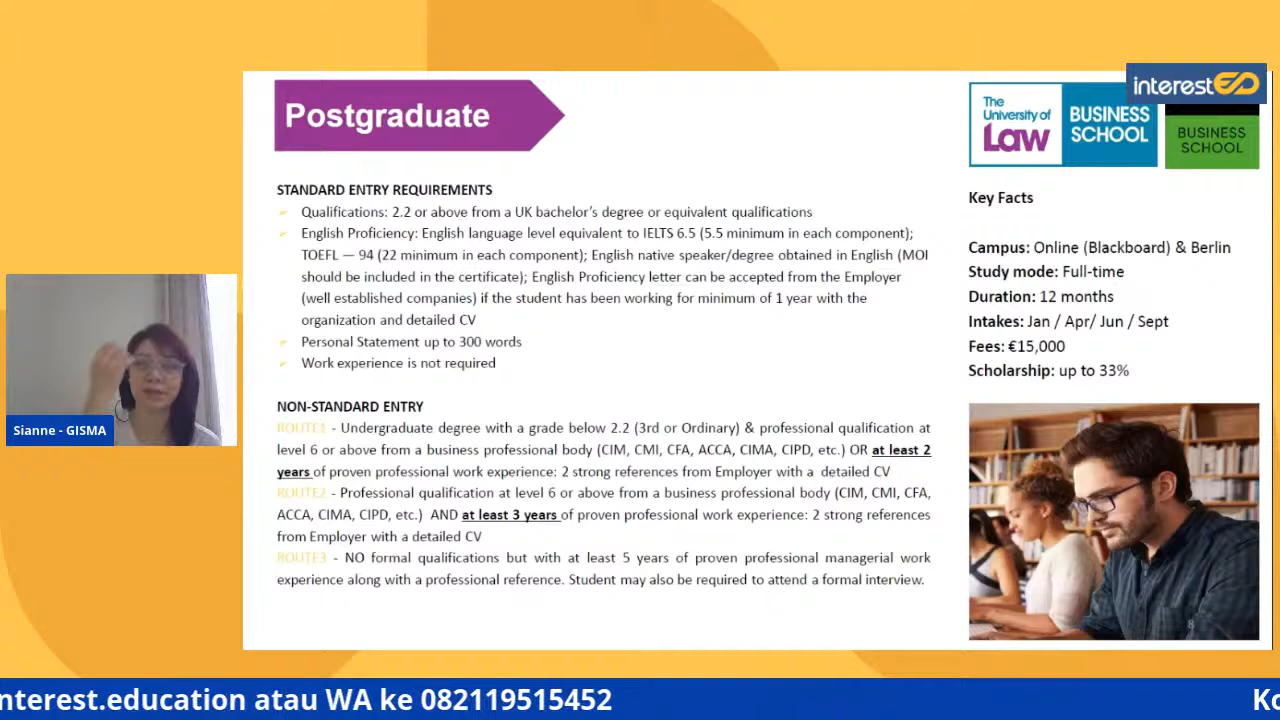 Postgraduate
STANDARD ENTRY REQUIREMENTS
Qualifications: 2.2 or above from a UK bachelor's degree or equivalent qualifications
English Proficiency: English language level equivalent to IELTS 6.5 (5.5 minimum in each component);
TOEFL — 94 (22 minimum in each component); English native speaker/degree obtained in English (MOI
should be included in the certificate); English Proficiency letter can be accepted from the Employer
(well established companies) if the student has been working for minimum of 1 year with the
organization and detailed CV
Personal Statement up to 300 words
Work experience is not required
NON-STANDARD ENTRY
ROUTE1 - Undergraduate degree with a grade below 2.2 (3rd or Ordinary) & professional qualification at
level 6 or above from a business professional body (CIM, CMI, CFA, ACCA, CIMA, CIPD, etc.) OR at least 2
years of proven professional work experience: 2 strong references from Employer with a detailed CV
ROUTE2 - Professional qualification at level 6 or above from a business professional body (CIM, CMI, CFA,
ACCA, CIMA, CIPD, etc.) AND at least 3 years of proven professional work experience: 2 strong references
from Employer with a detailed CV
ROUTE3 - NO formal qualifications but with at least 5 years of proven professional managerial work
experience along with a professional reference. Student may also be required to attend a formal interview.
interestED
The
University of
Law
BUSINESS
SCHOOL
BUSINESS
SCHOOL
Key Facts
Campus: Online (Blackboard) & Berlin
Study mode: Full-time
Duration: 12 months
Intakes: Jan / Apr/ Jun / Sept
Fees: €15,000
Scholarship: up to 33%
8
Sianne - GISMA
nterest.education atau WA ke 082119515452
Ko